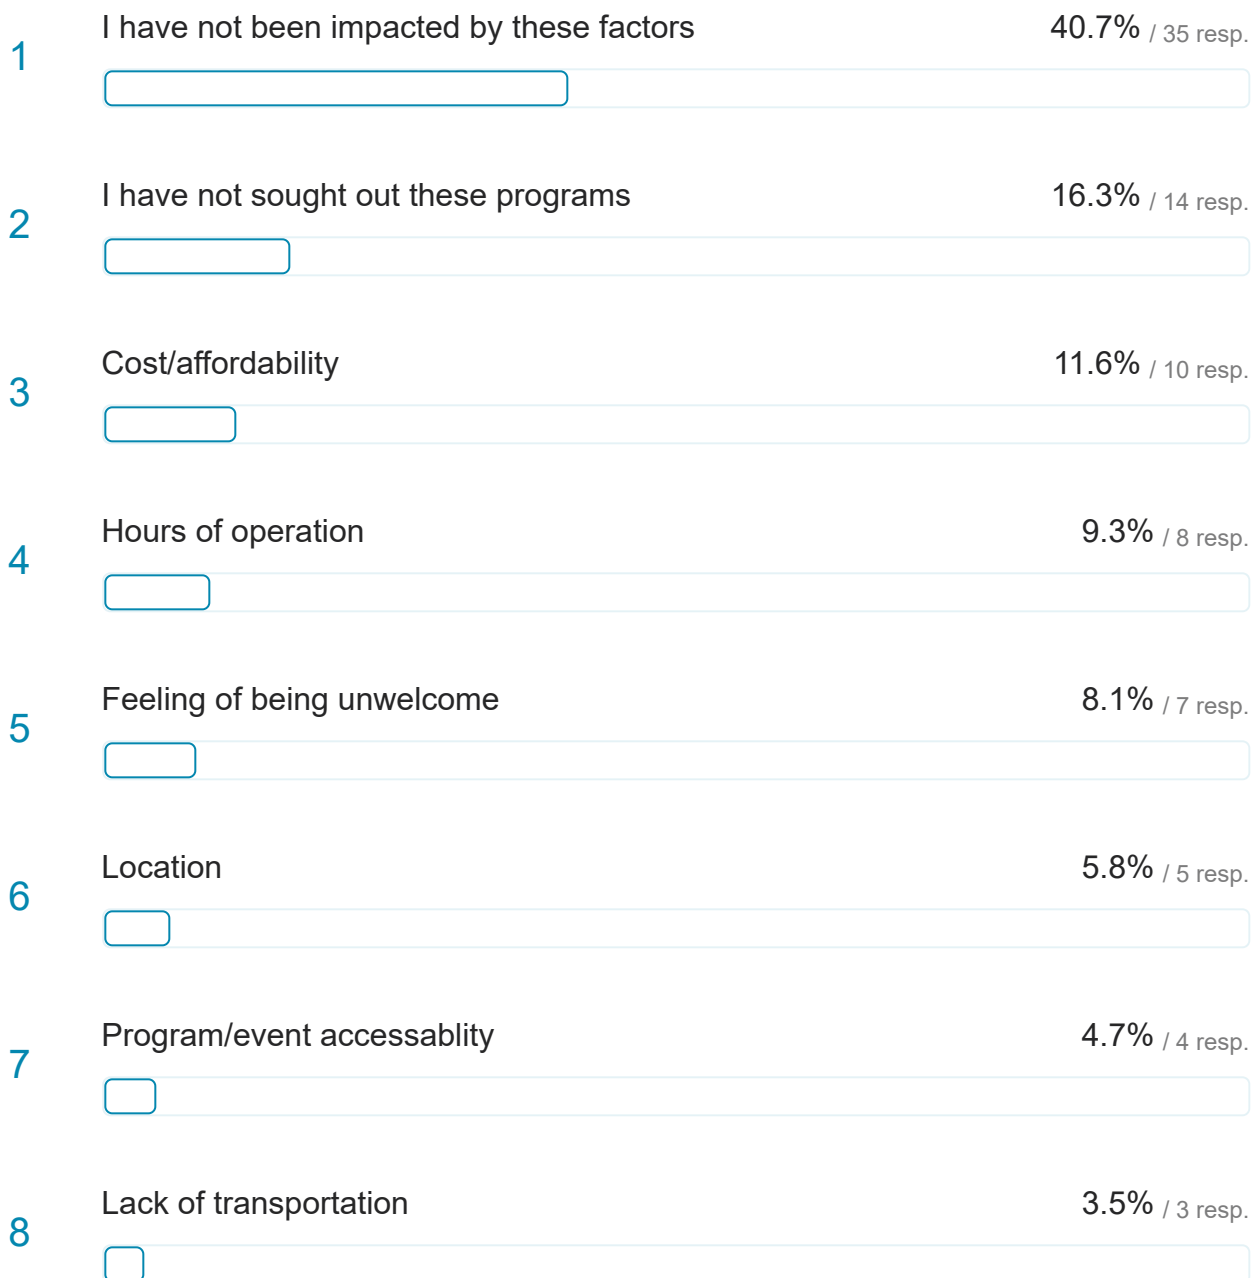 1 I have not been impacted by these factors 40.7% / 35 resp.
2 I have not sought out these programs 16.3% / 14 resp.
3 Cost/affordability 11.6% / 10 resp.
4 Hours of operation 9.3% / 8 resp.
5 Feeling of being unwelcome 8.1% / 7 resp.
6 Location 5.8% / 5 resp.
7 Program/event accessablity 4.7% / 4 resp.
8 Lack of transportation 3.5% / 3 resp.